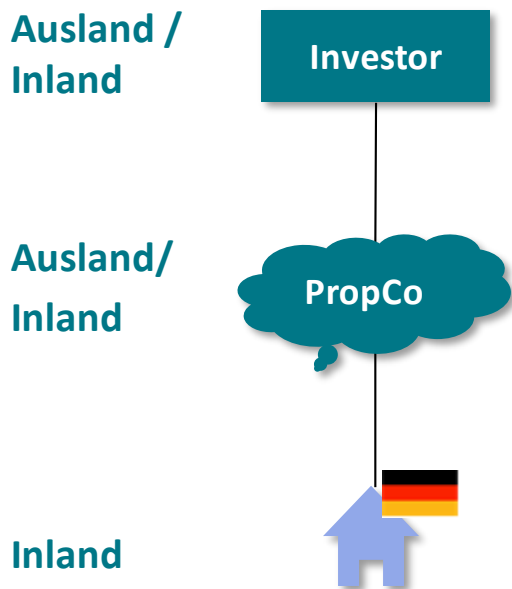 Ausland /
Inland
Investor
Ausland/
Inland
PropCo
Inland